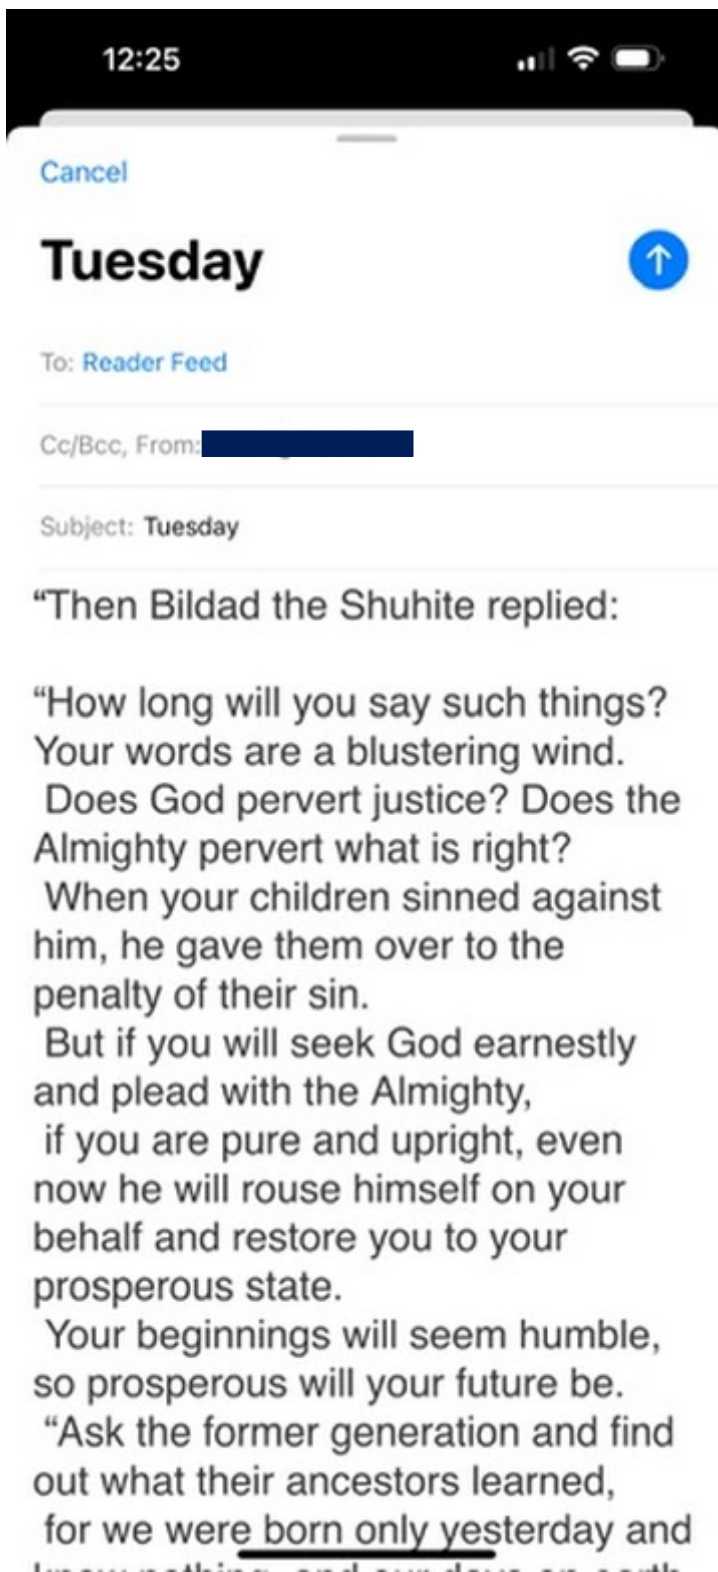 12:25
Cancel
Tuesday
To: Reader Feed
Cc/Bcc, From:
Subject: Tuesday
“Then Bildad the Shuhite replied:
“How long will you say such things?
Your words are a blustering wind.
Does God pervert justice? Does the
Almighty pervert what is right?
When your children sinned against
him, he gave them over to the
penalty of their sin.
But if you will seek God earnestly
and plead with the Almighty,
if you are pure and upright, even
now he will rouse himself on your
behalf and restore you to your
prosperous state.
Your beginnings will seem humble,
so prosperous will your future be.
“Ask the former generation and find
out what their ancestors learned,
for we were born only yesterday and